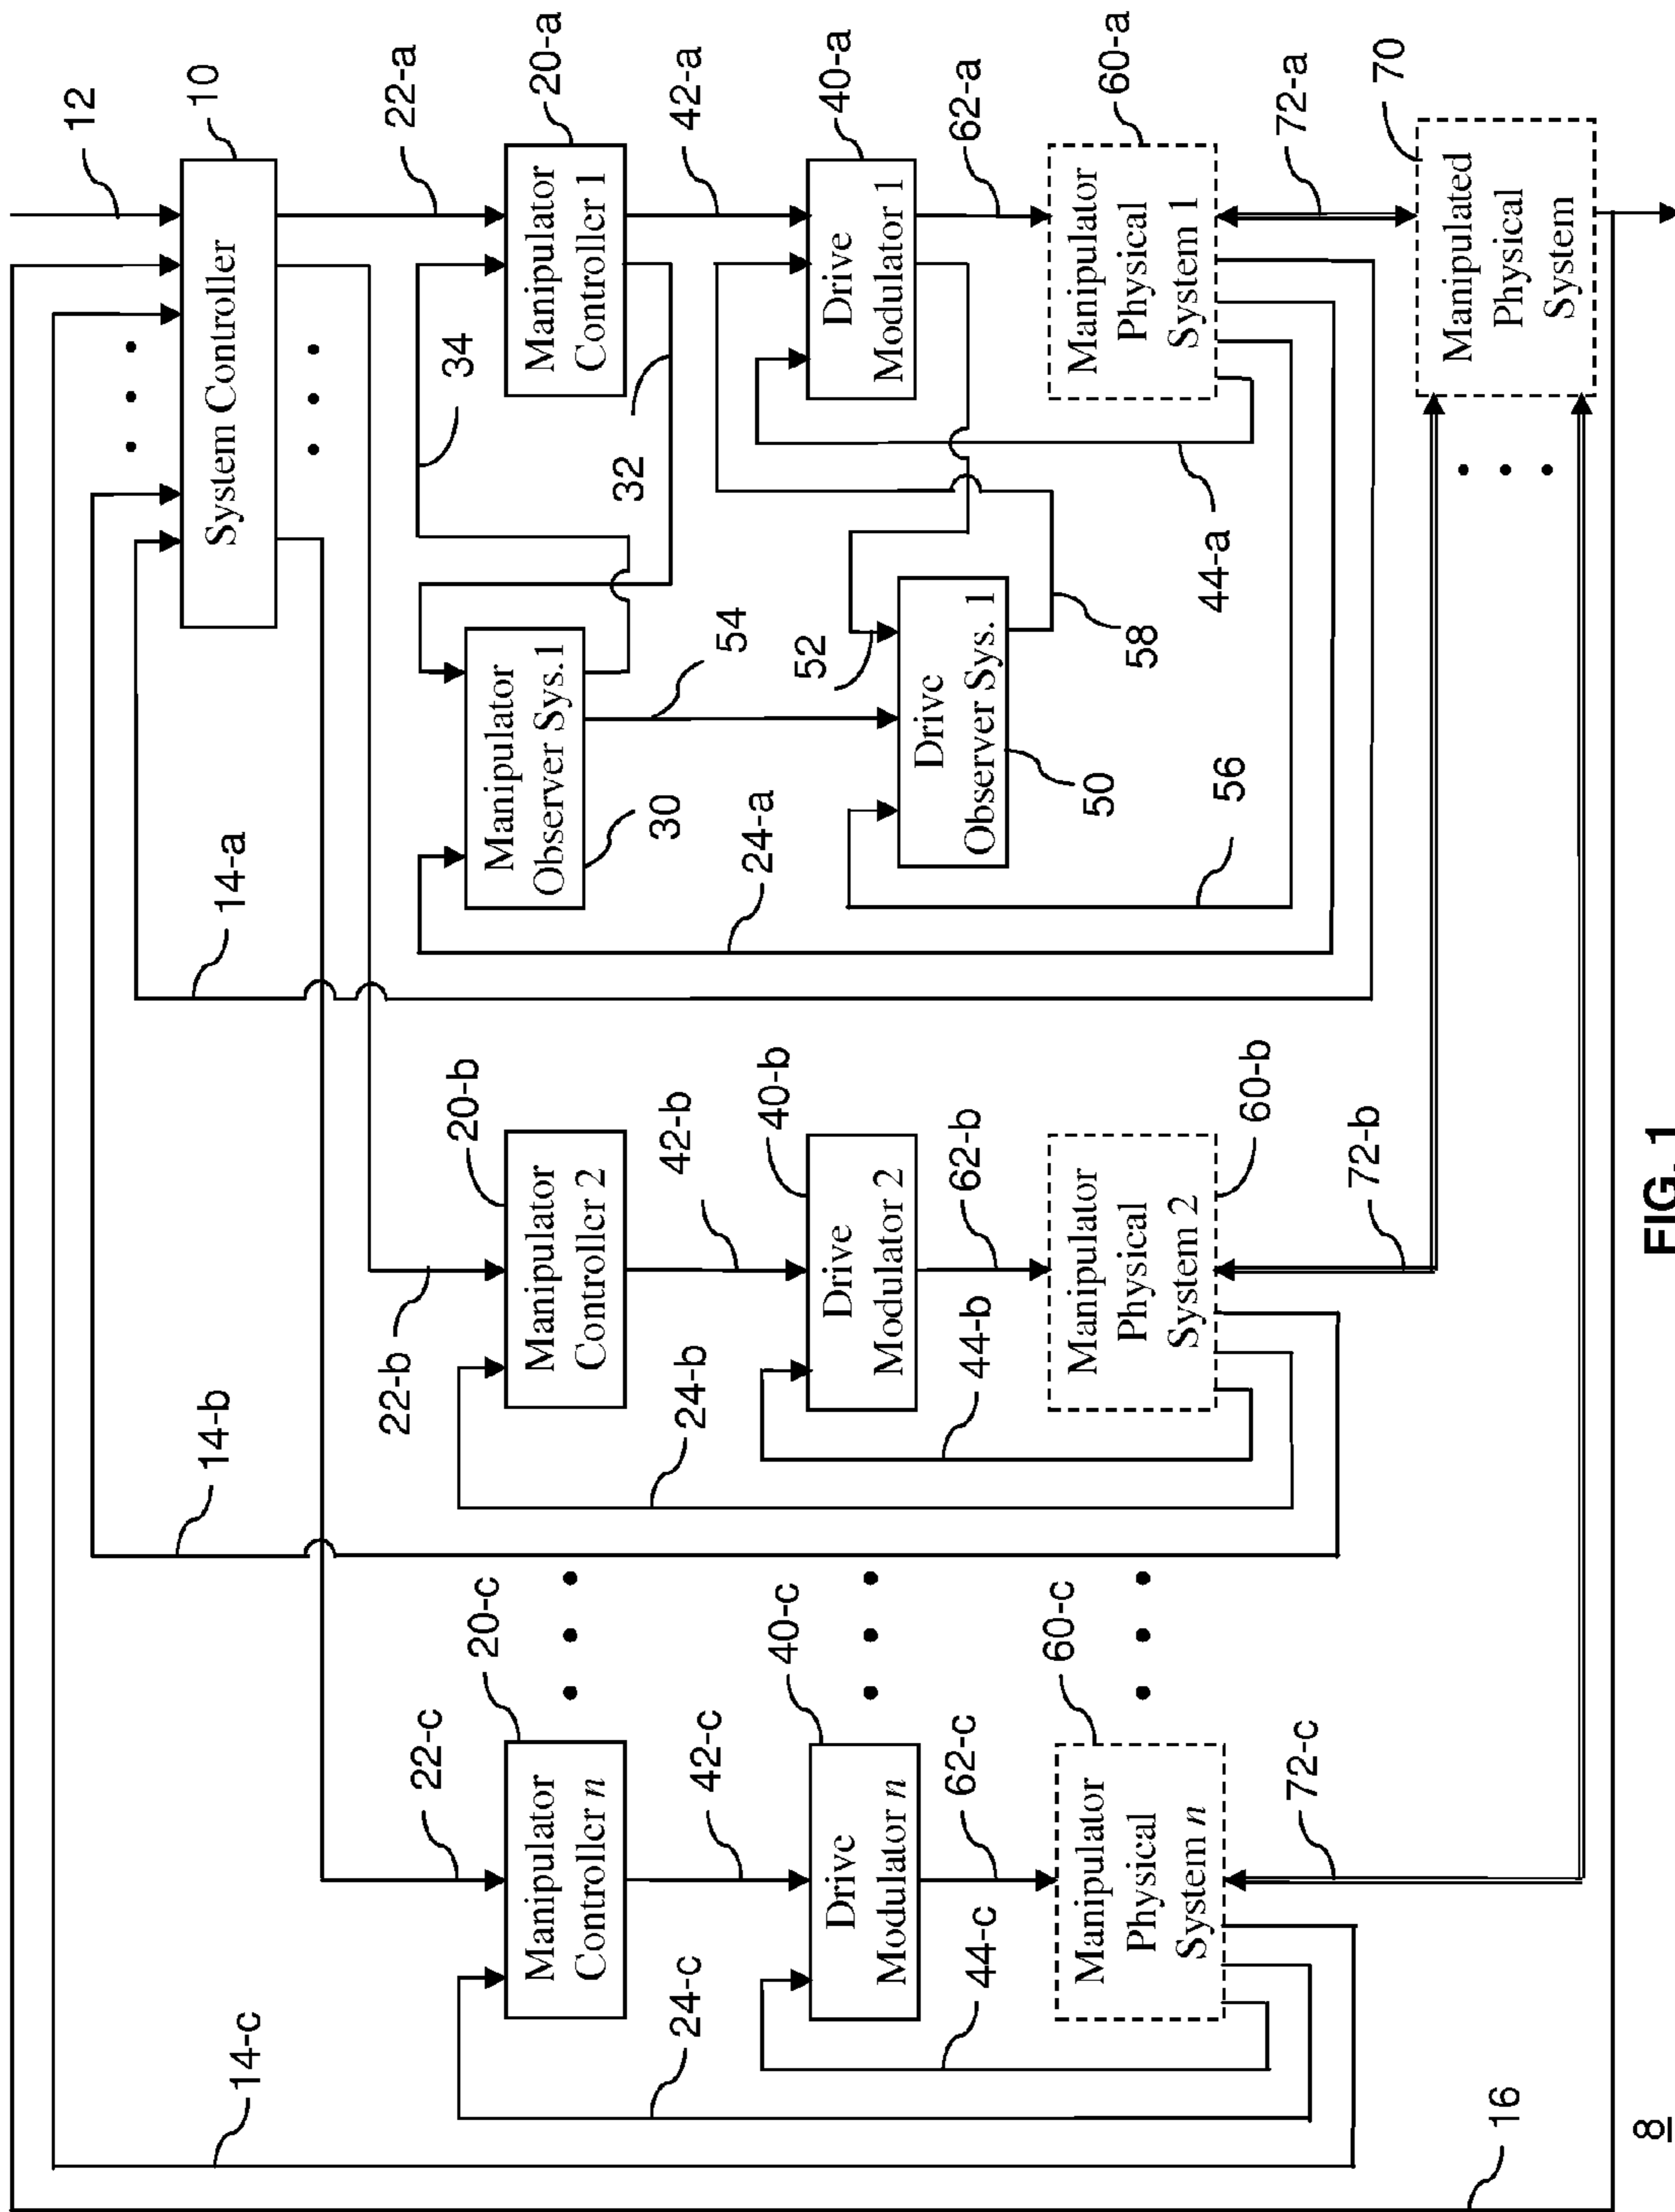 12
10
System Controller
22-a
20-a
Manipulator
Controller 1
34
32
42-a
40-a
Drive
Modulator 1
62-a
60-a
Manipulator
Physical
System 1
72-a
70
Manipulated
Physical
System
44-a
Manipulator
Observer Sys.1
30
54
52
Drive
Observer Sys. 1
50
58
56
24-a
14-a
20-b
Manipulator
Controller 2
22-b
42-b
40-b
Drive
Modulator 2
62-b
60-b
Manipulator
Physical
System 2
72-b
24-b
44-b
14-b
20-c
Manipulator
Controller n
22-c
42-c
40-c
Drive
Modulator n
62-c
60-c
Manipulator
Physical
System n
72-c
24-c
44-c
14-c
16
8
FIG. 1